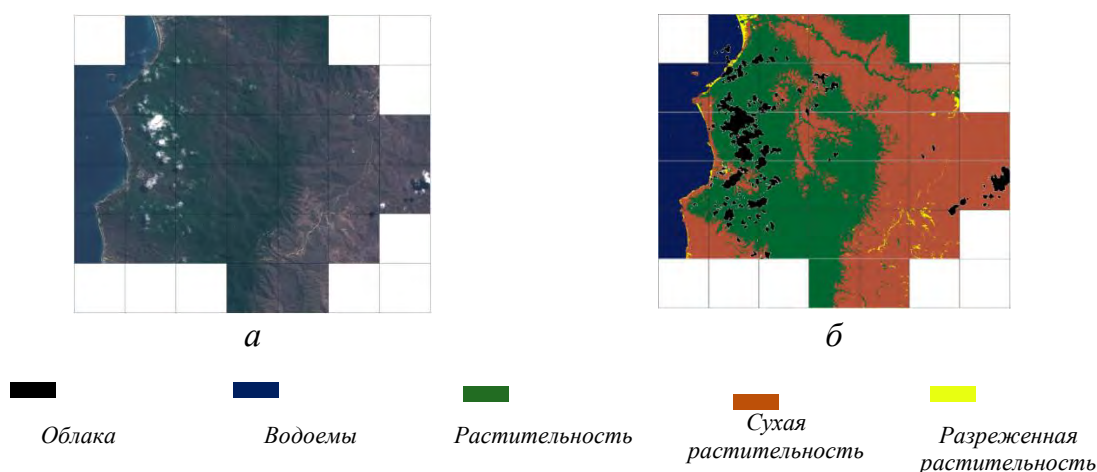 а
б
Облака
Водоемы
Растительность
Сухая
растительность
Разреженная
растительность